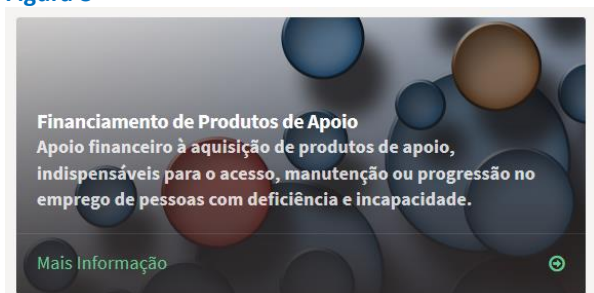 Financiamento de Produtos de Apoio
Apoio financeiro à aquisição de produtos de apoio,
indispensáveis para o acesso, manutenção ou progressão no
emprego de pessoas com deficiência e incapacidade.
Mais Informação